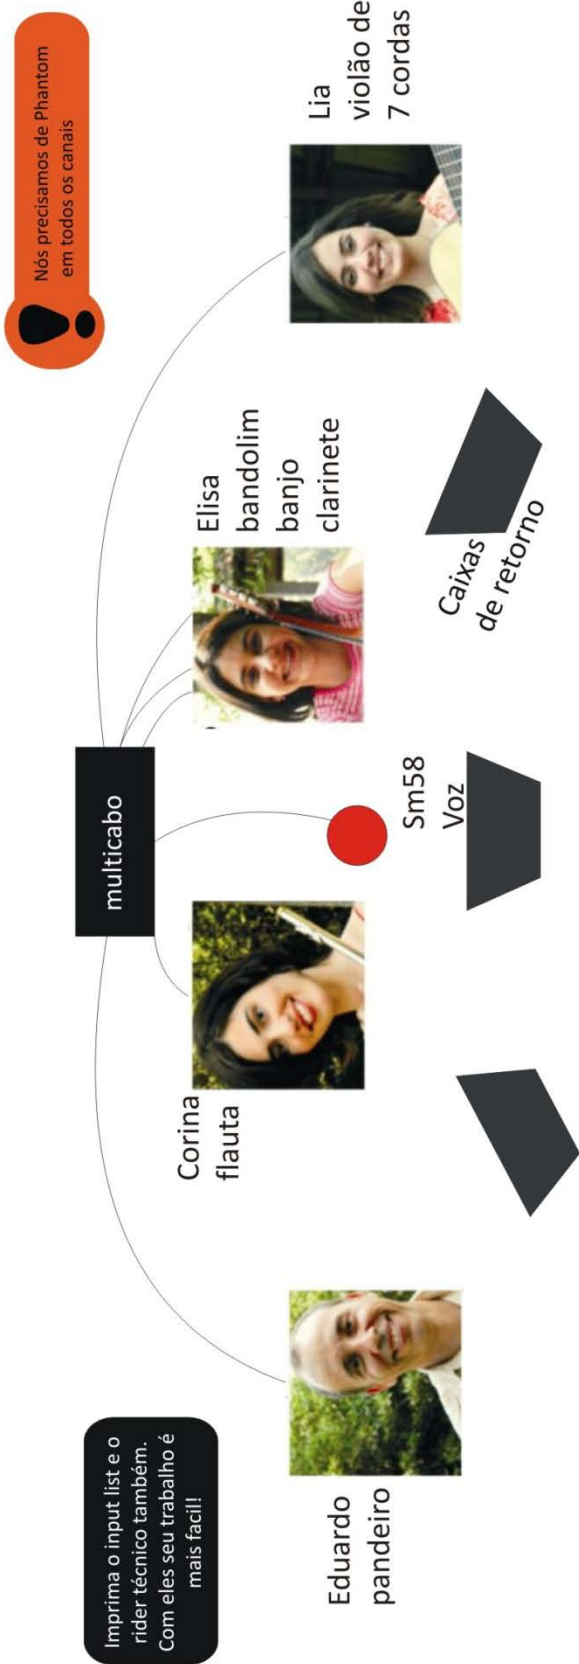 Imprima o input list e o
rider técnico também.
Com eles seu trabalho é
mais facil!
Nós precisamos de Phantom
em todos os canais
multicabo
Eduardo
pandeiro
Corina
flauta
Sm58
Voz
Elisa
bandolim
banjo
clarinete
Lia
violão de
7 cordas
Caixas
de retorno